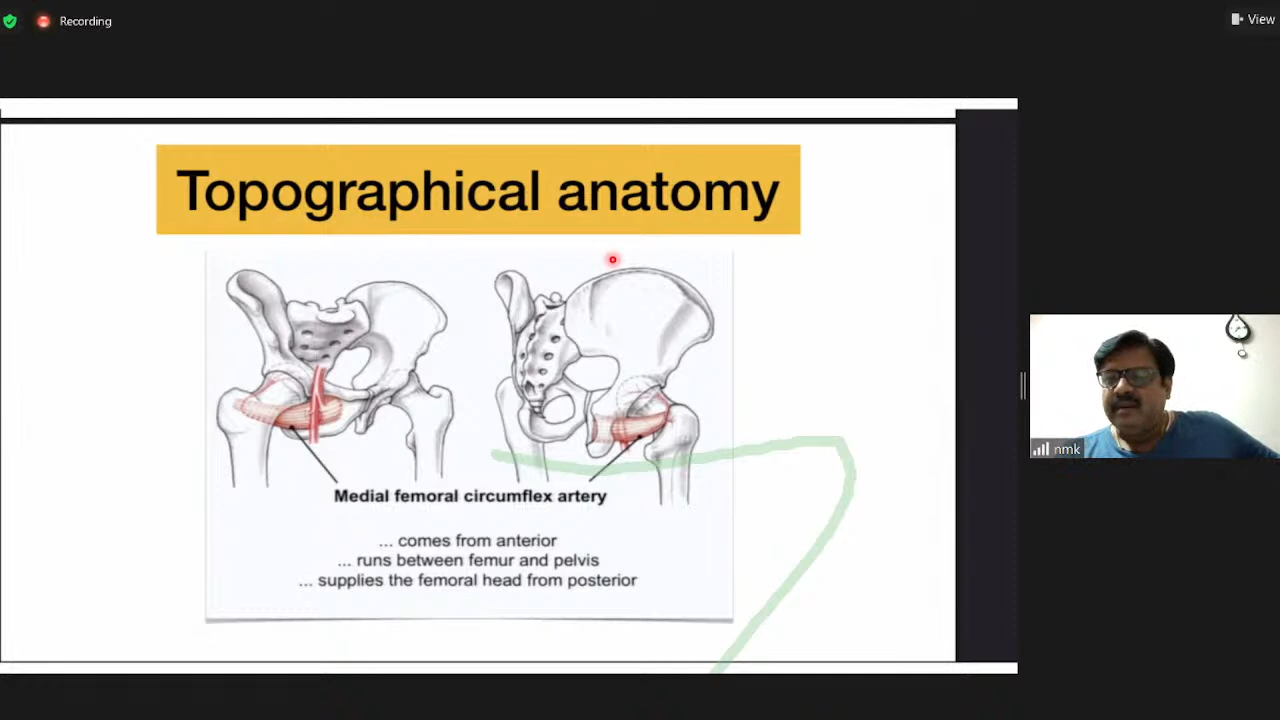 Recording
View
Topographical anatomy
Medial femoral circumflex artery
... comes from anterior
... runs between femur and pelvis
... supplies the femoral head from posterior
nmk